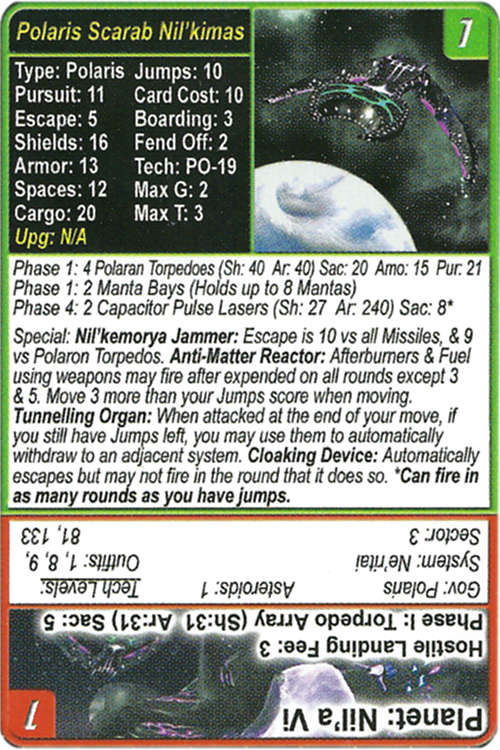 Polaris Scarab Nil'kimas
1
Type: Polaris Jumps: 10
Pursuit: 11 Card Cost: 10
Escape: 5 Boarding: 3
Shields: 16 Fend Off: 2
Armor: 13 Tech: PO-19
Spaces: 12 Max G: 2
Cargo: 20 Max T: 3
Upg: N/A
Phase 1: 4 Polaran Torpedoes (Sh: 40 Ar: 40) Sac: 20 Amo: 15 Pur: 21
Phase 1: 2 Manta Bays (Holds up to 8 Mantas)
Phase 4: 2 Capacitor Pulse Lasers (Sh: 27 Ar: 240) Sac: 8*
Special: Nil'kemorya Jammer: Escape is 10 vs all Missiles, & 9
vs Polaron Torpedos. Anti-Matter Reactor: Afterburners & Fuel
using weapons may fire after expended on all rounds except 3
& 5. Move 3 more than your Jumps score when moving.
Tunnelling Organ: When attacked at the end of your move, if
you still have Jumps left, you may use them to automatically
withdraw to an adjacent system. Cloaking Device: Automatically
escapes but may not fire in the round that it does so. *Can fire in
as many rounds as you have jumps.
Planet: Nil'a Vi
1
Hostile Landing Fee: 3
Phase I: Torpedo Array (Sh:31 Ar:31) Sac: 5
Gov: Polaris Asteroids: 1 Tech Levels:
System: Ne'ritai Outfits: 1, 8, 9,
Sector: 3 81, 133